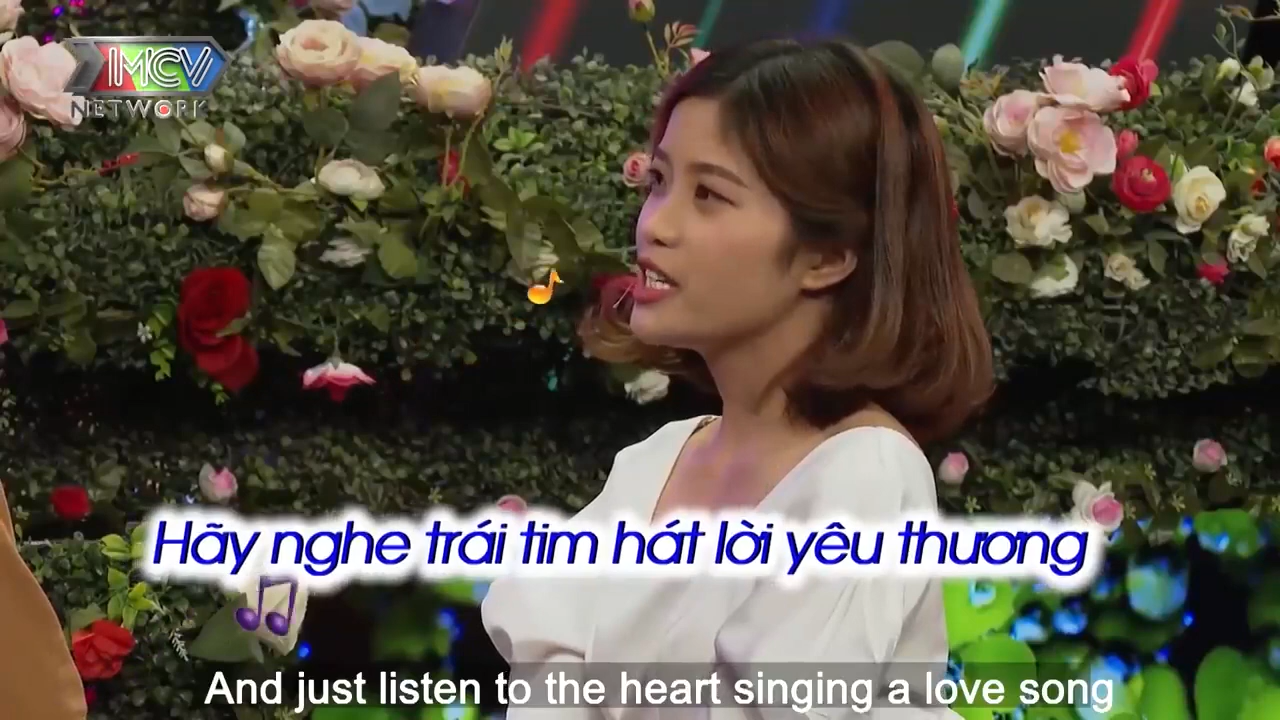 MCV
NETWORK
Hãy nghe trái tim hát lời yêu thương
And just listen to the heart singing a love song